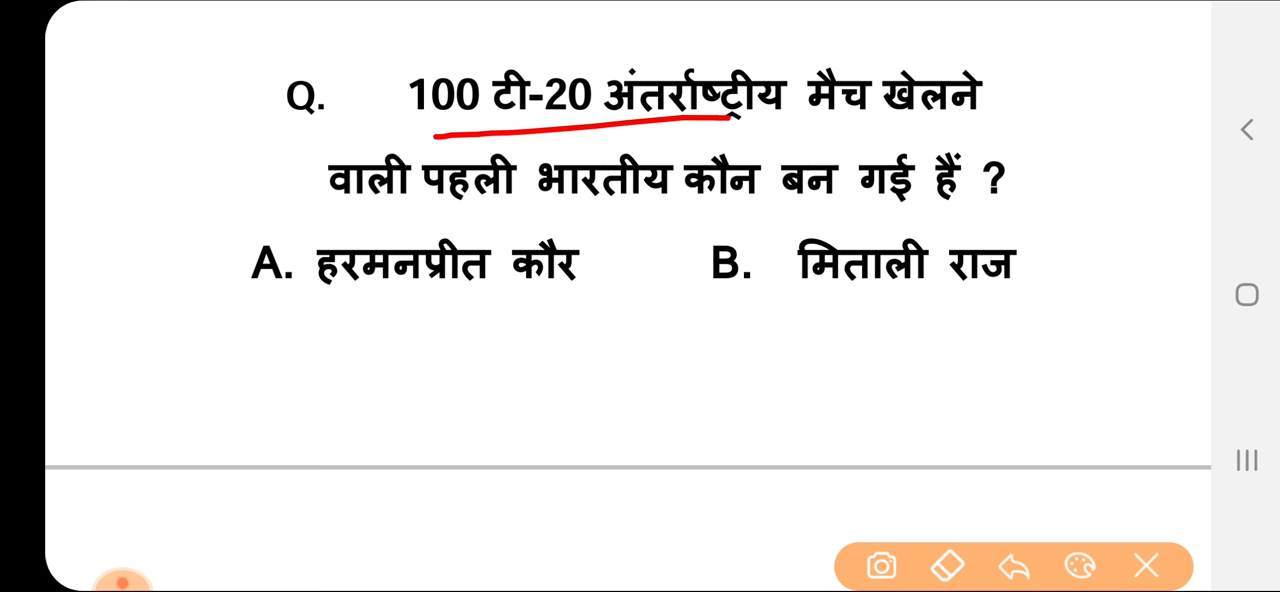 Q. 100 टी-20 अंतर्राष्ट्रीय मैच खेलने
वाली पहली भारतीय कौन बन गई हैं ?
A. हरमनप्रीत कौर B. मिताली राज